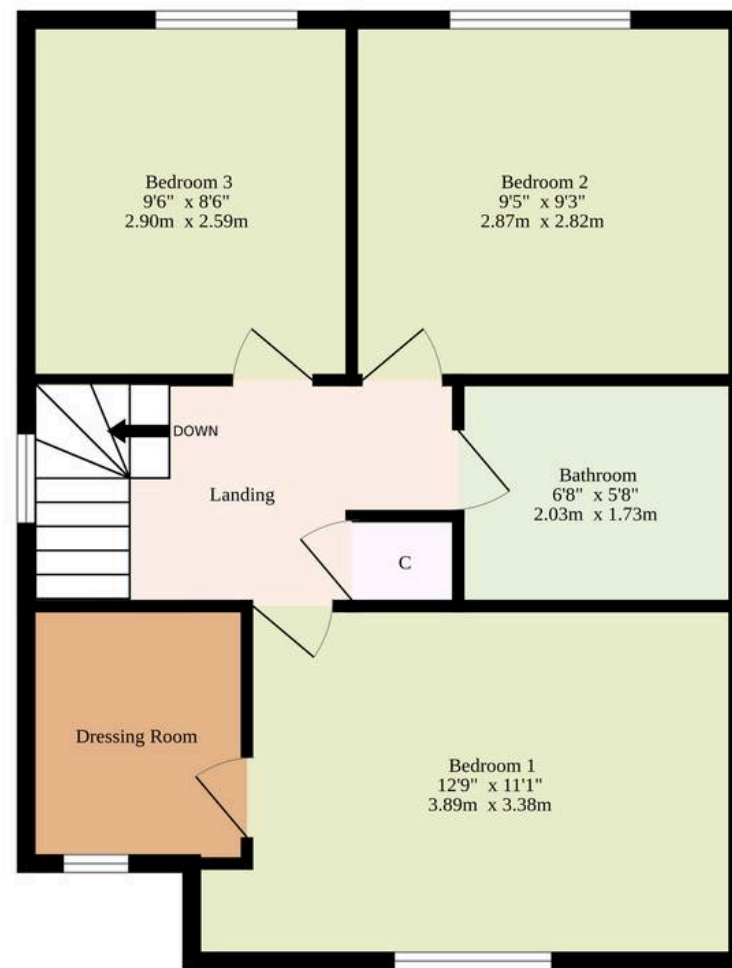 Bedroom 3
9'6" x 8'6"
2.90m x 2.59m
Bedroom 2
9'5" x 9'3"
2.87m x 2.82m
DOWN
Landing
Bathroom
6'8" x 5'8"
2.03m x 1.73m
C
Dressing Room
Bedroom 1
12'9" x 11'1"
3.89m x 3.38m